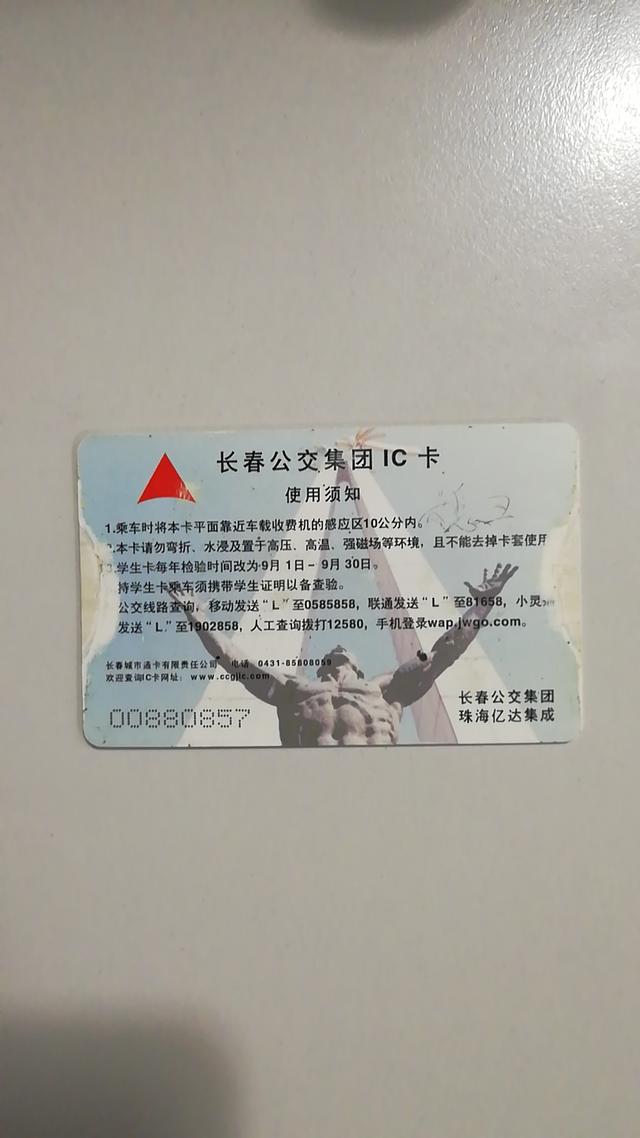 长春公交集团 IC 卡
使用须知
1.乘车时将本卡平面靠近车载收费机的感应区10公分内。
2.本卡请勿弯折、水浸及置于高压、高温、强磁场等环境，且不能去掉卡套使用
3.学生卡每年检验时间改为9月 1日－ 9月 30日。
持学生卡乘车须携带学生证明以备查验。
公交线路查询，移动发送“L”至0585858，联通发送“L”至81658，小灵
发送“L”至1902858，人工查询拨打12580，手机登录wap.jwgo.com。
长春城市通卡有限责任公司 电话 0431-85808059
欢迎查询IC卡网址： www.ccgjic.com
00880857
长春公交集团
珠海亿达集成